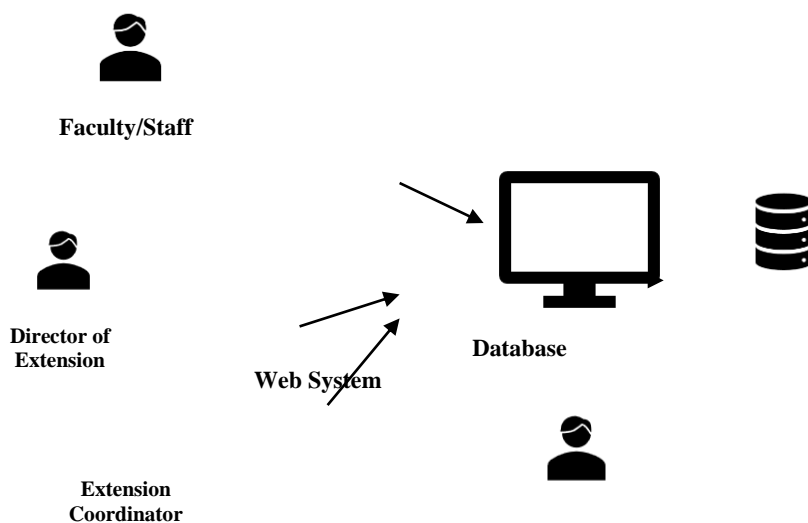 Faculty/Staff
Director of
Extension
Database
Web System
Extension
Coordinator